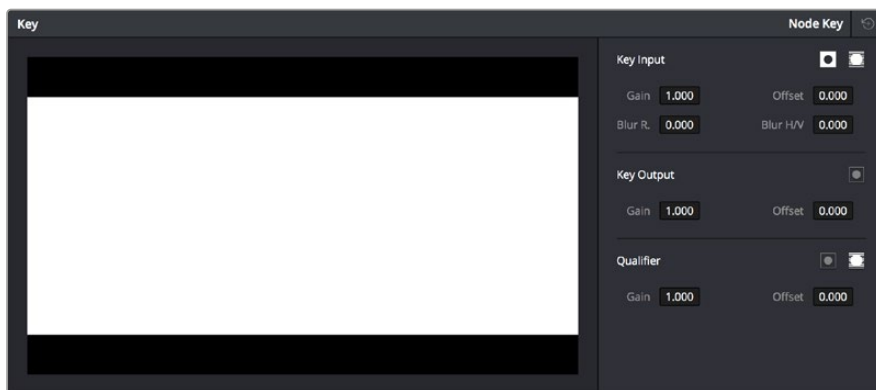 Key Node Key
Key Input
Gain 1.000 Offset 0.000
Blur R. 0.000 Blur H/V 0.000
Key Output
Gain 1.000 Offset 0.000
Qualifier
Gain 1.000 Offset 0.000